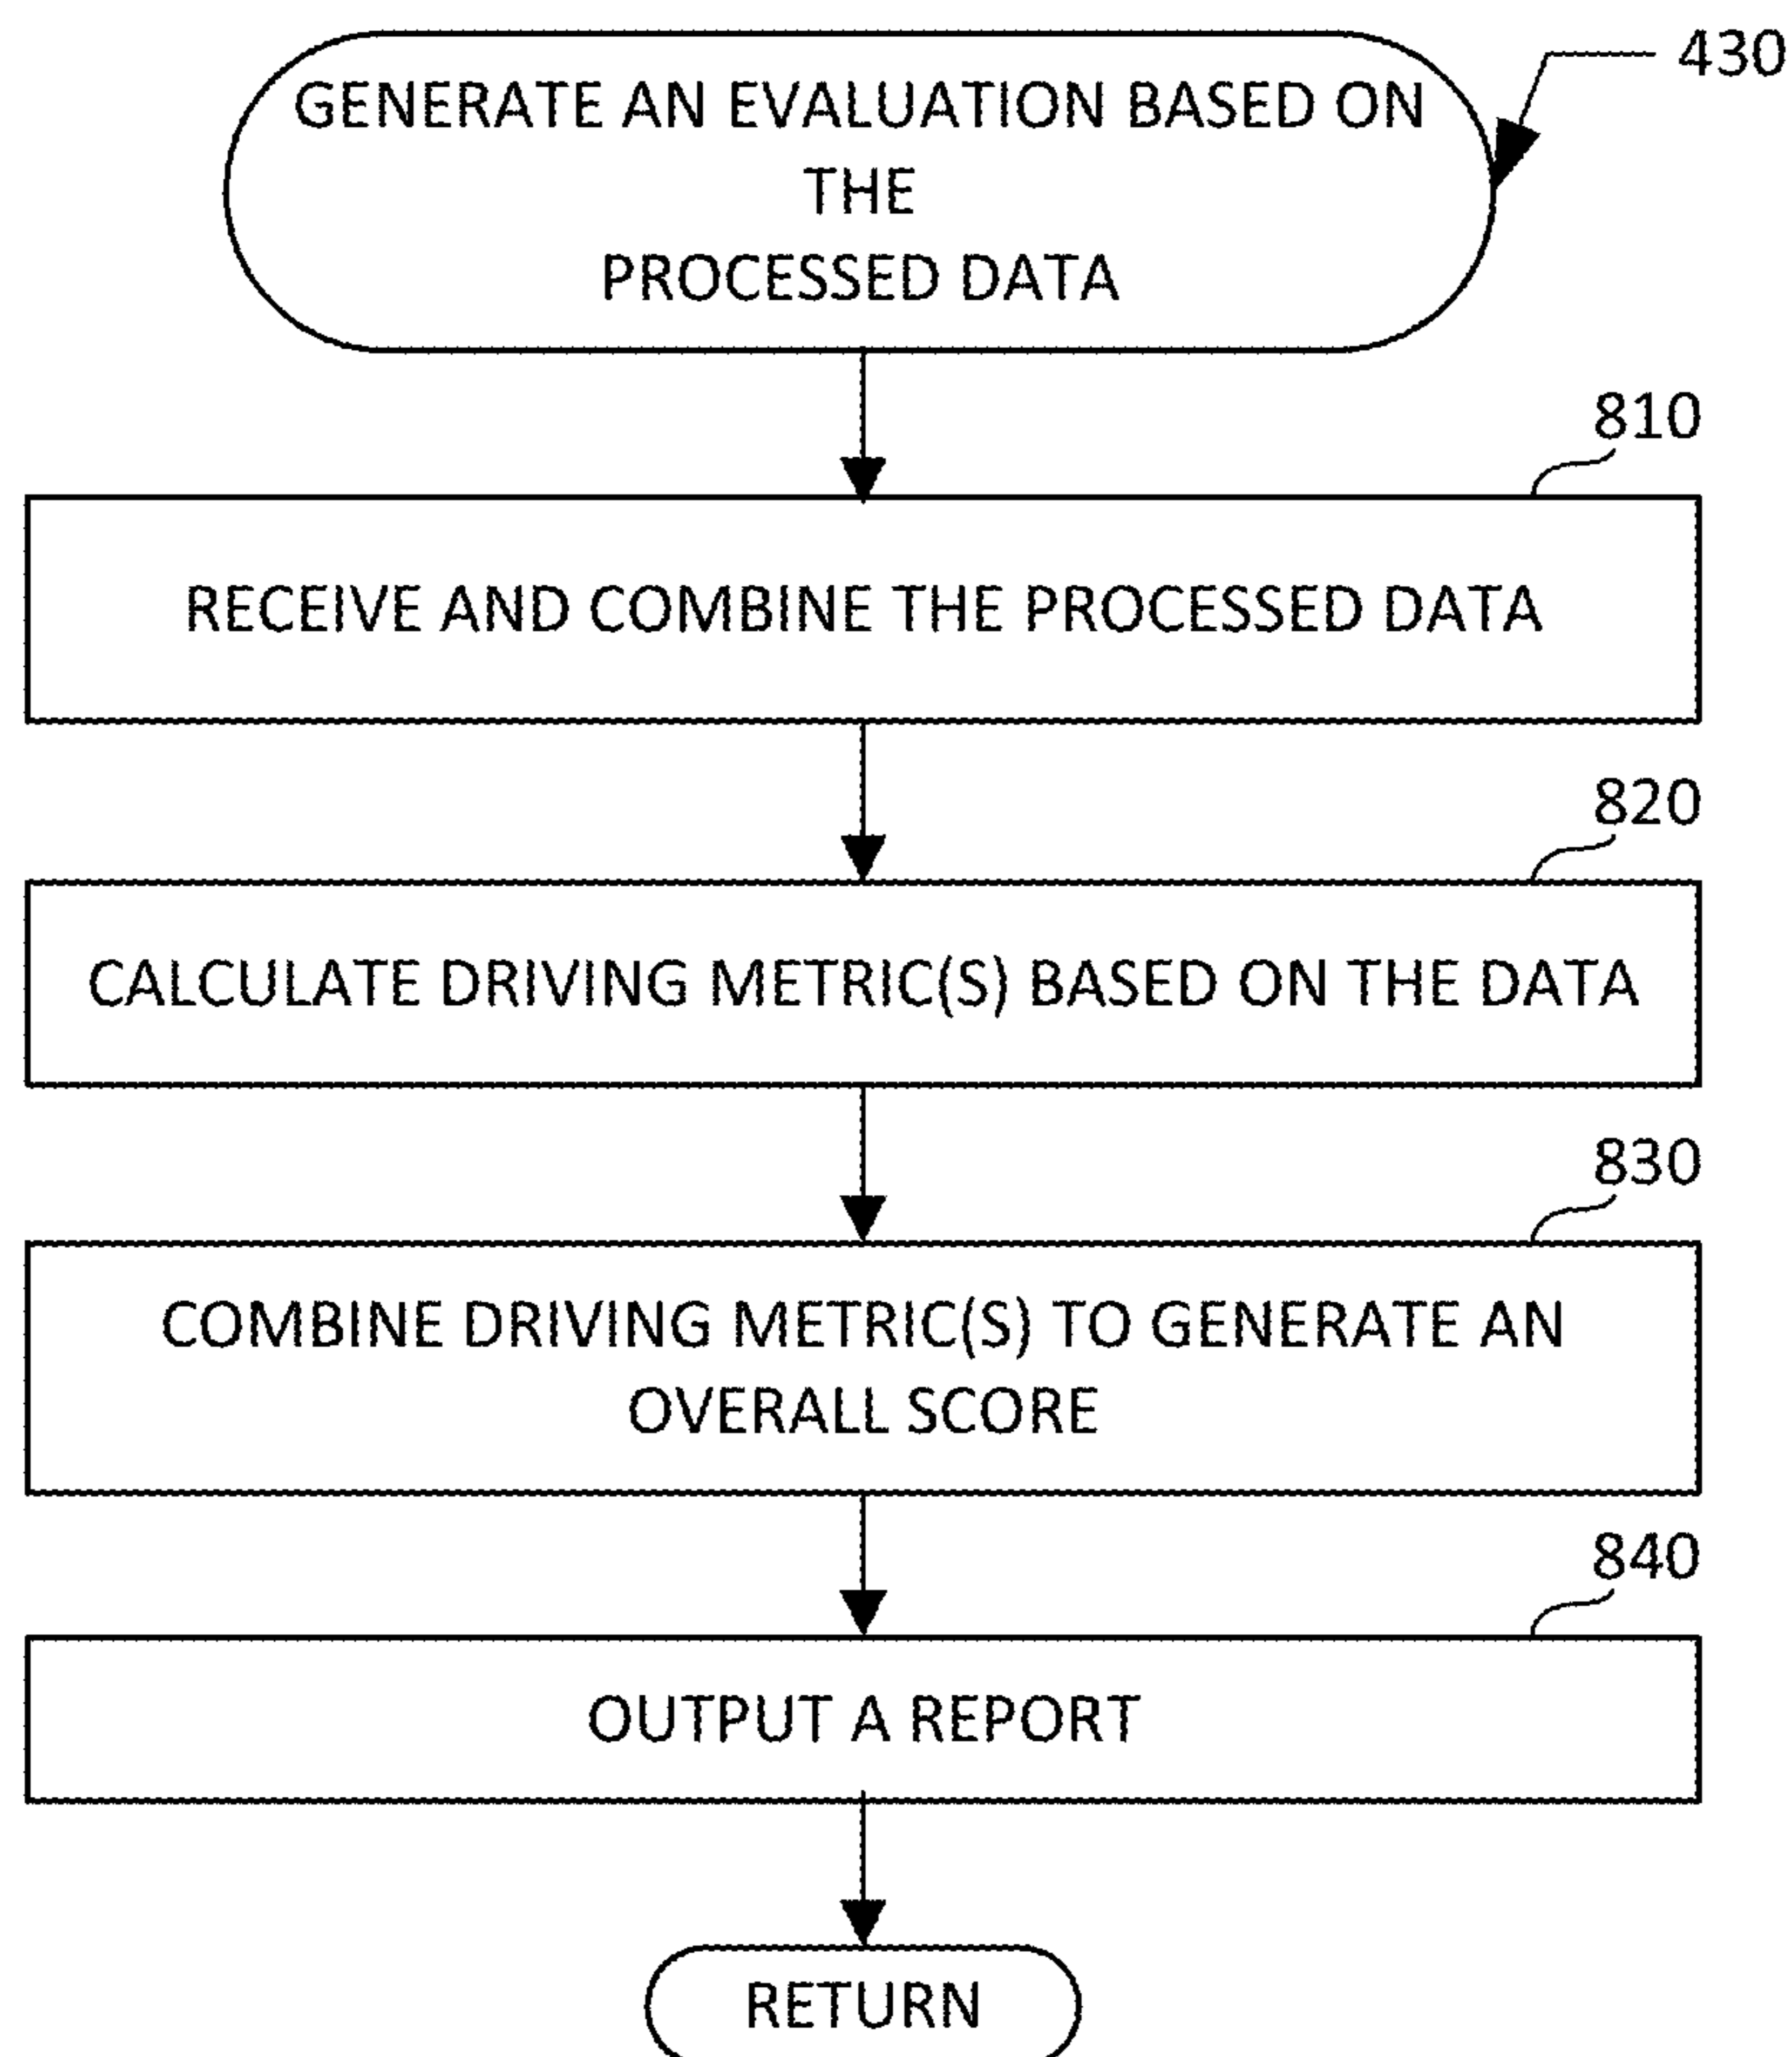 GENERATE AN EVALUATION BASED ON
THE
PROCESSED DATA
430
810
RECEIVE AND COMBINE THE PROCESSED DATA
820
CALCULATE DRIVING METRIC(S) BASED ON THE DATA
830
COMBINE DRIVING METRIC(S) TO GENERATE AN
OVERALL SCORE
840
OUTPUT A REPORT
RETURN